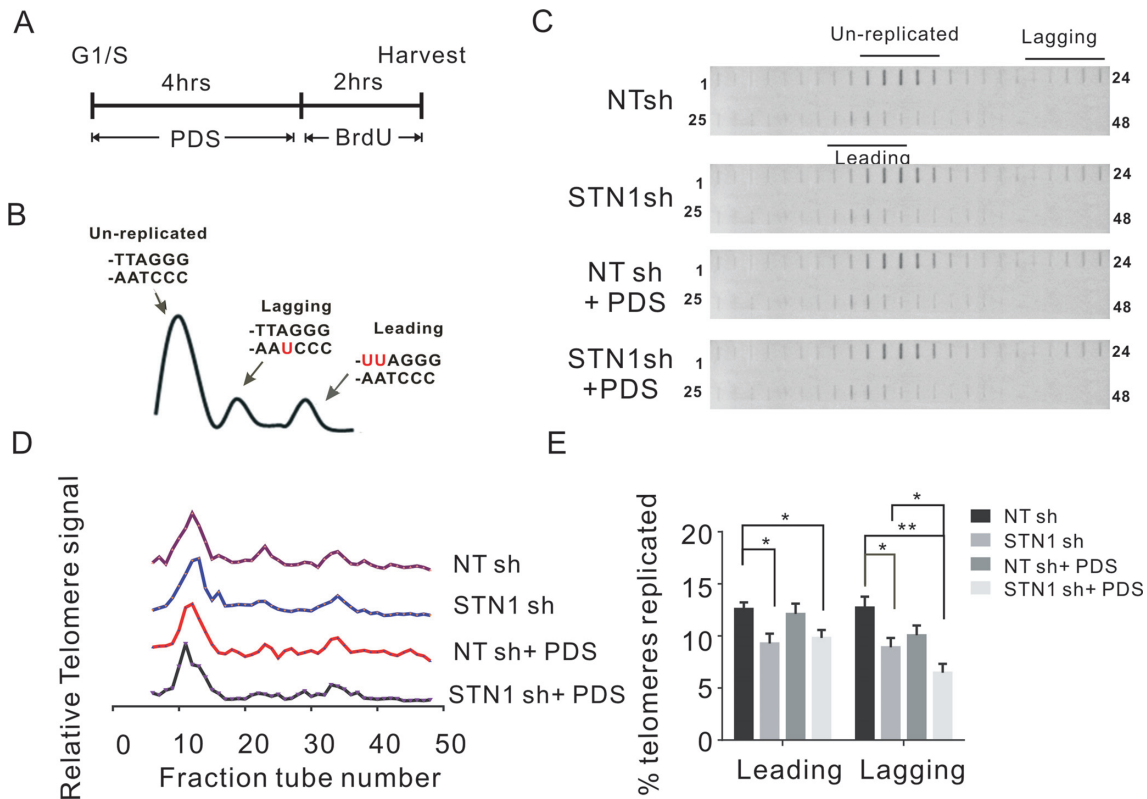 A
G1/S
Harvest
4hrs
2hrs
PDS
BrdU
B
Un-replicated
-TTAGGG
-AATCCC
Lagging
-TTAGGG
-AAUCCC
Leading
-UUAGGG
-AATCCC
C
Un-replicated
Lagging
NTsh
1
24
25
48
Leading
STN1sh
1
24
25
48
NT sh
+ PDS
1
24
25
48
STN1sh
+PDS
1
24
25
48
D
Relative Telomere signal
NT sh
STN1 sh
NT sh+ PDS
STN1 sh+ PDS
0 10 20 30 40 50
Fraction tube number
E
% telomeres replicated
20
15
10
5
0
* * * ** *
NT sh
STN1 sh
NT sh+ PDS
STN1 sh+ PDS
Leading Lagging